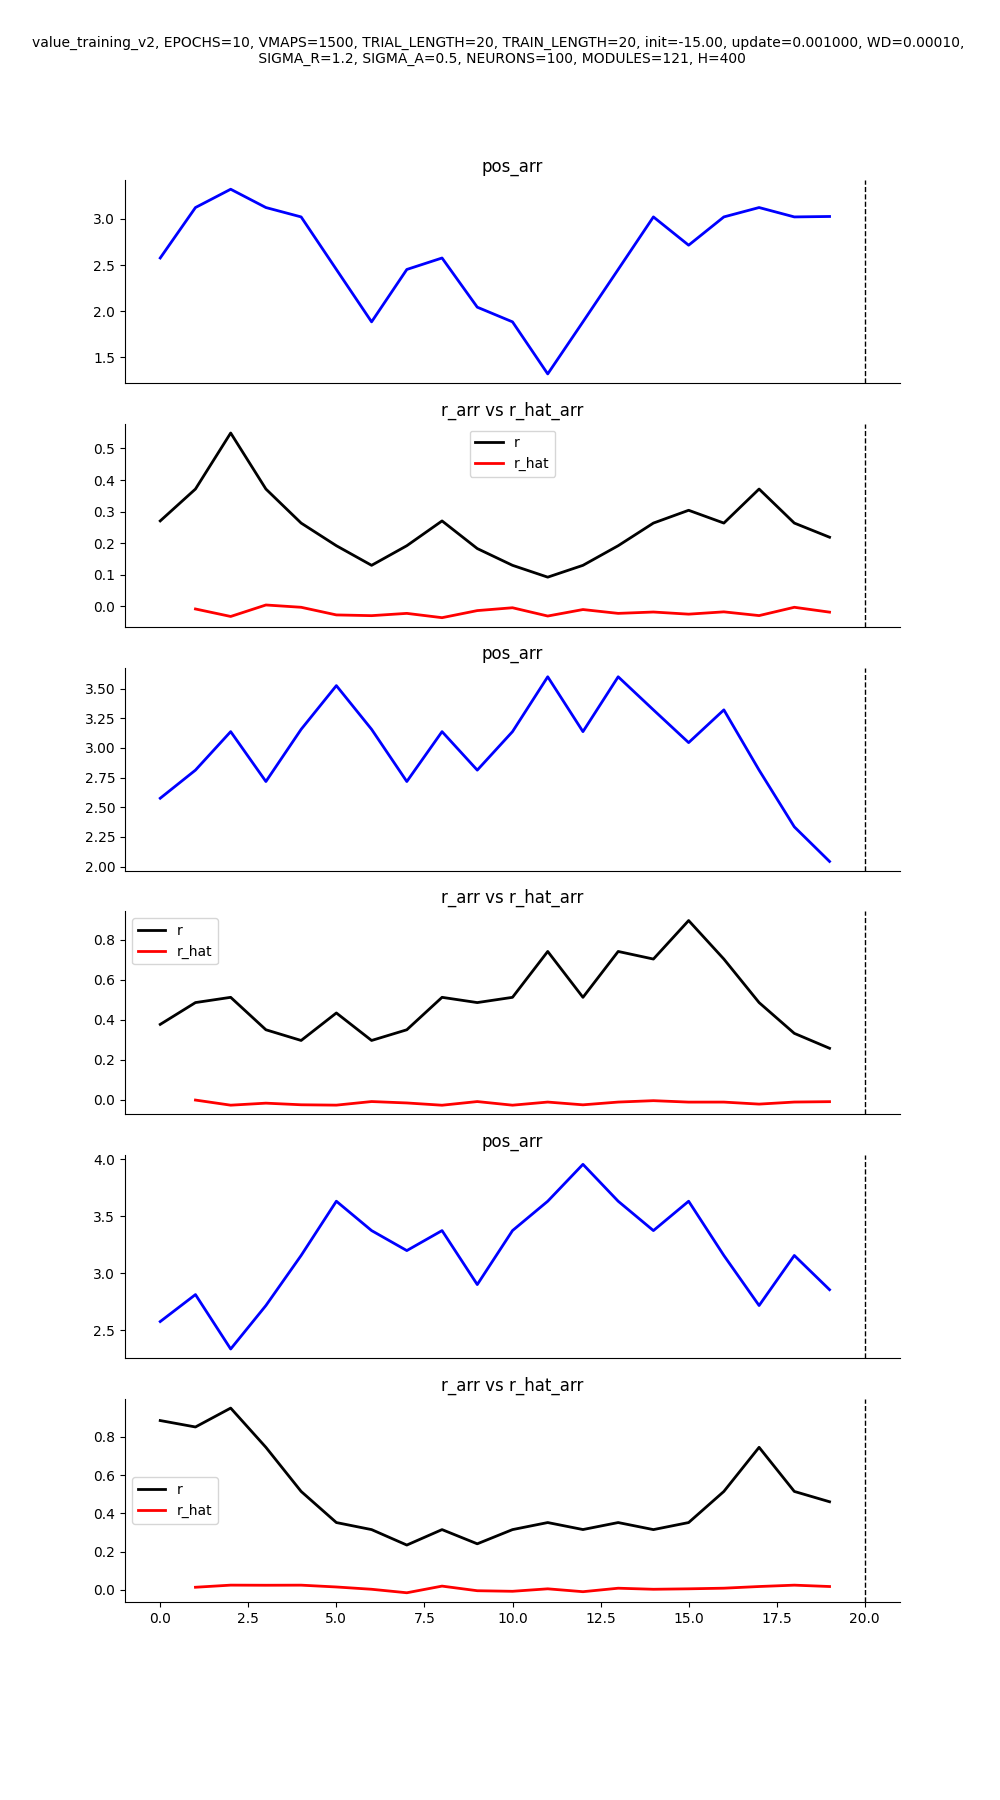 value_training_v2, EPOCHS=10, VMAPS=1500, TRIAL_LENGTH=20, TRAIN_LENGTH=20, init=-15.00, update=0.001000, WD=0.00010,
SIGMA_R=1.2, SIGMA_A=0.5, NEURONS=100, MODULES=121, H=400
pos_arr
3.0
2.5
2.0
1.5
r_arr vs r_hat_arr
r
r_hat
0.5
0.4
0.3
0.2
0.1
0.0
pos_arr
3.50
3.25
3.00
2.75
2.50
2.25
2.00
r_arr vs r_hat_arr
r
r_hat
0.8
0.6
0.4
0.2
0.0
pos_arr
4.0
3.5
3.0
2.5
r_arr vs r_hat_arr
r
r_hat
0.8
0.6
0.4
0.2
0.0
0.0 2.5 5.0 7.5 10.0 12.5 15.0 17.5 20.0